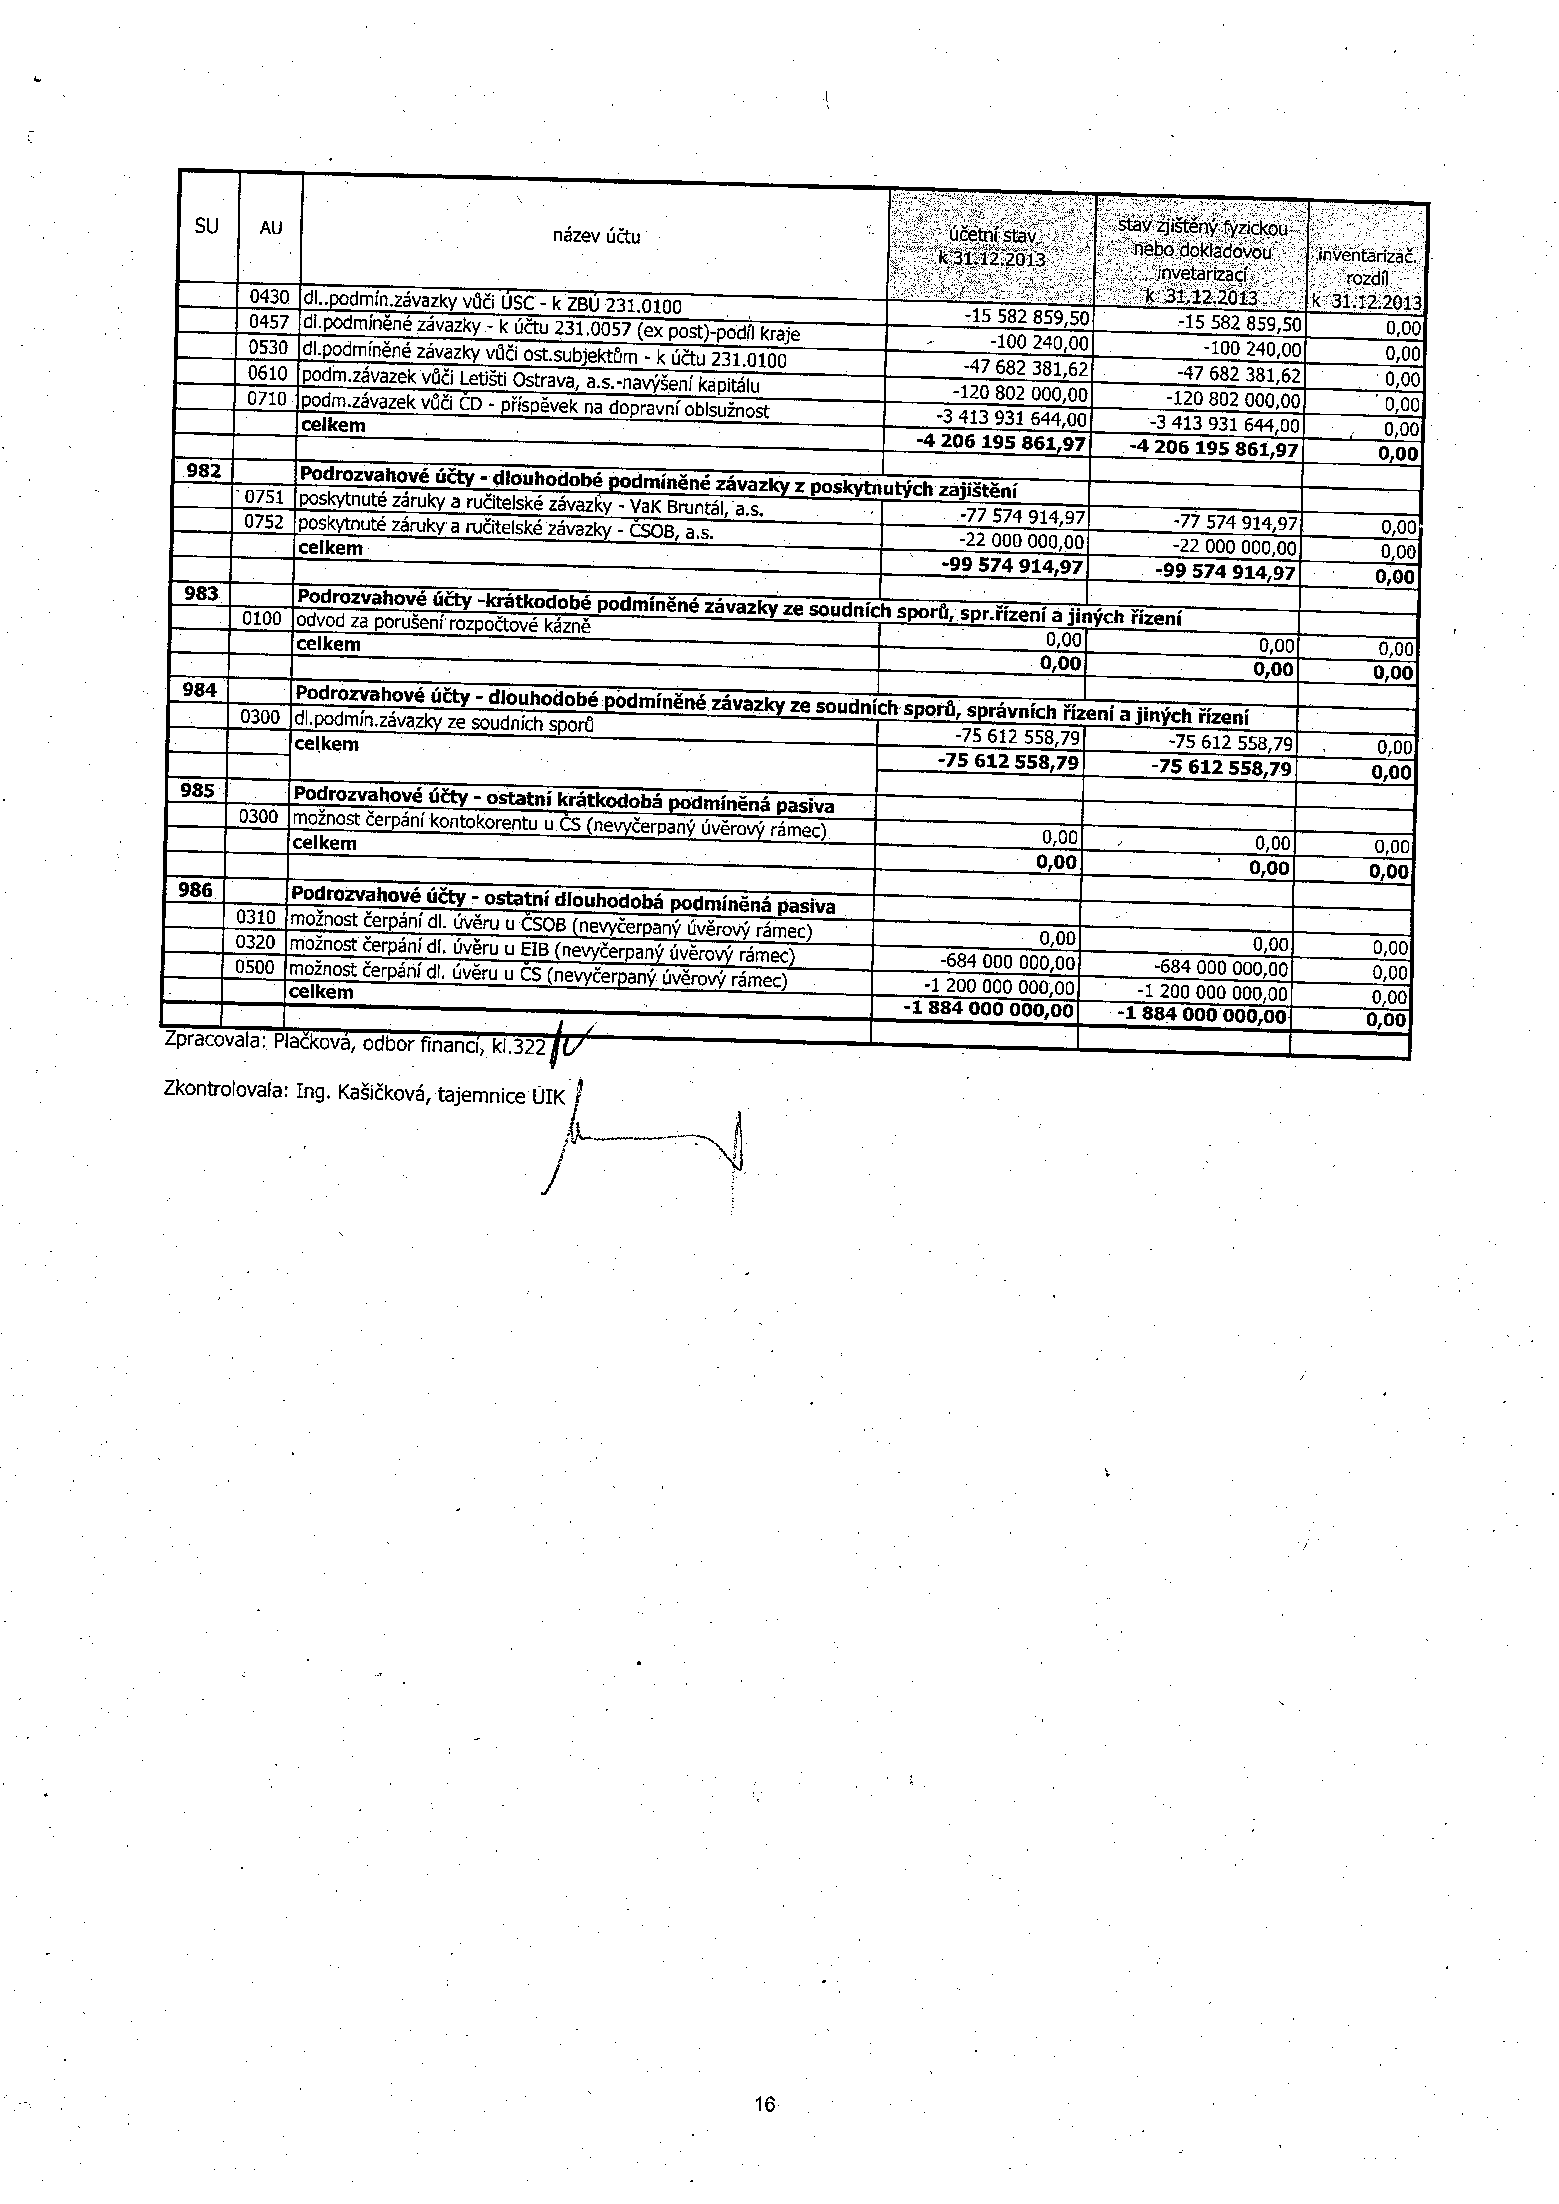 SU AU název účtu účetní stav k 31.12.2013 stav zjištěný fyzickou nebo dokladovou invetarizací k 31.12.2013 inventarizač. rozdíl k 31.12.2013
0430 dl..podmín.závazky vůči ÚSC - k ZBÚ 231.0100 -15 582 859,50 -15 582 859,50 0,00
0457 dl.podmíněné závazky - k účtu 231.0057 (ex post)-podíl kraje -100 240,00 -100 240,00 0,00
0530 dl.podmíněné závazky vůči ost.subjektům - k účtu 231.0100 -47 682 381,62 -47 682 381,62 0,00
0610 podm.závazek vůči Letišti Ostrava, a.s.-navýšení kapitálu -120 802 000,00 -120 802 000,00 0,00
0710 podm.závazek vůči ČD - příspěvek na dopravní oblsužnost -3 413 931 644,00 -3 413 931 644,00 0,00
celkem -4 206 195 861,97 -4 206 195 861,97 0,00
982 Podrozvahové účty - dlouhodobé podmíněné závazky z poskytnutých zajištění
0751 poskytnuté záruky a ručitelské závazky - VaK Bruntál, a.s. -77 574 914,97 -77 574 914,97 0,00
0752 poskytnuté záruky a ručitelské závazky - ČSOB, a.s. -22 000 000,00 -22 000 000,00 0,00
celkem -99 574 914,97 -99 574 914,97 0,00
983 Podrozvahové účty -krátkodobé podmíněné závazky ze soudních sporů, spr.řízení a jiných řízení
0100 odvod za porušení rozpočtové kázně 0,00 0,00 0,00
celkem 0,00 0,00 0,00
984 Podrozvahové účty - dlouhodobé podmíněné závazky ze soudních sporů, správních řízení a jiných řízení
0300 dl.podmín.závazky ze soudních sporů -75 612 558,79 -75 612 558,79 0,00
celkem -75 612 558,79 -75 612 558,79 0,00
985 Podrozvahové účty - ostatní krátkodobá podmíněná pasiva
0300 možnost čerpání kontokorentu u ČS (nevyčerpaný úvěrový rámec) 0,00 0,00 0,00
celkem 0,00 0,00 0,00
986 Podrozvahové účty - ostatní dlouhodobá podmíněná pasiva
0310 možnost čerpání dl. úvěru u ČSOB (nevyčerpaný úvěrový rámec) 0,00 0,00 0,00
0320 možnost čerpání dl. úvěru u EIB (nevyčerpaný úvěrový rámec) -684 000 000,00 -684 000 000,00 0,00
0500 možnost čerpání dl. úvěru u ČS (nevyčerpaný úvěrový rámec) -1 200 000 000,00 -1 200 000 000,00 0,00
celkem -1 884 000 000,00 -1 884 000 000,00 0,00
Zpracovala: Plačková, odbor financí, kl.322
Zkontrolovala: Ing. Kašičková, tajemnice ÚIK
16